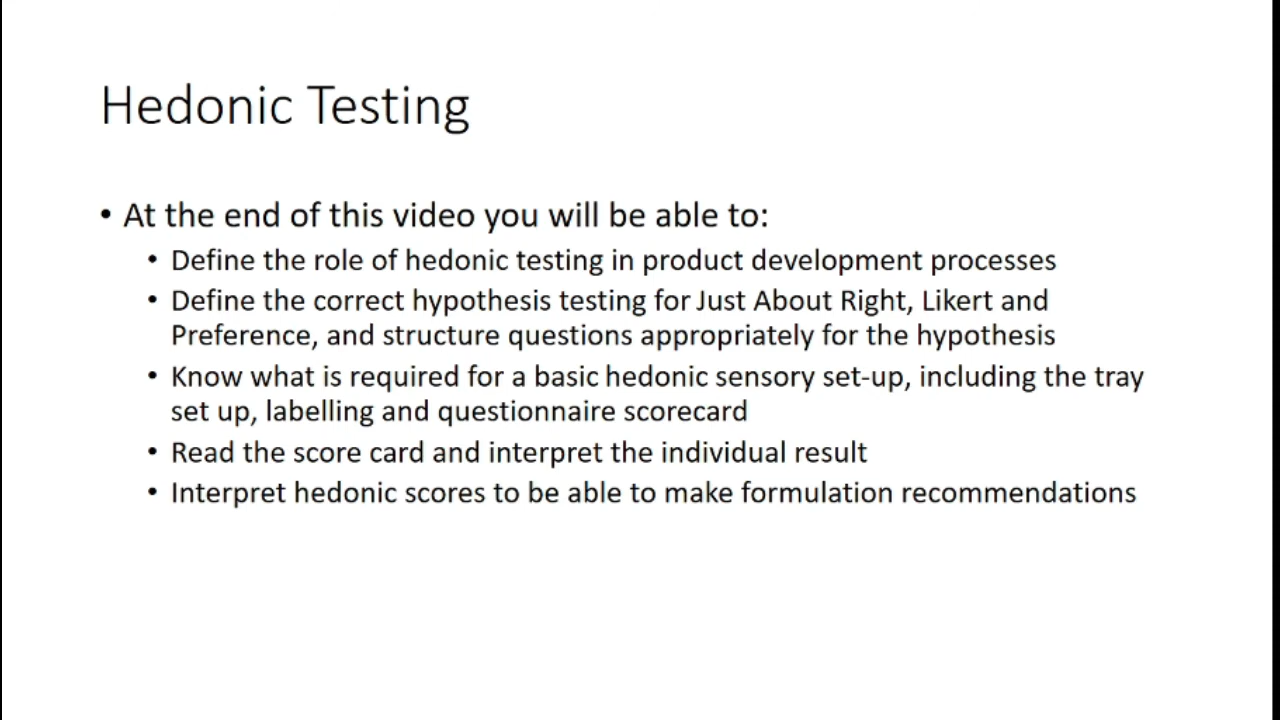 Hedonic Testing
• At the end of this video you will be able to:
• Define the role of hedonic testing in product development processes
• Define the correct hypothesis testing for Just About Right, Likert and
Preference, and structure questions appropriately for the hypothesis
• Know what is required for a basic hedonic sensory set-up, including the tray
set up, labelling and questionnaire scorecard
• Read the score card and interpret the individual result
• Interpret hedonic scores to be able to make formulation recommendations